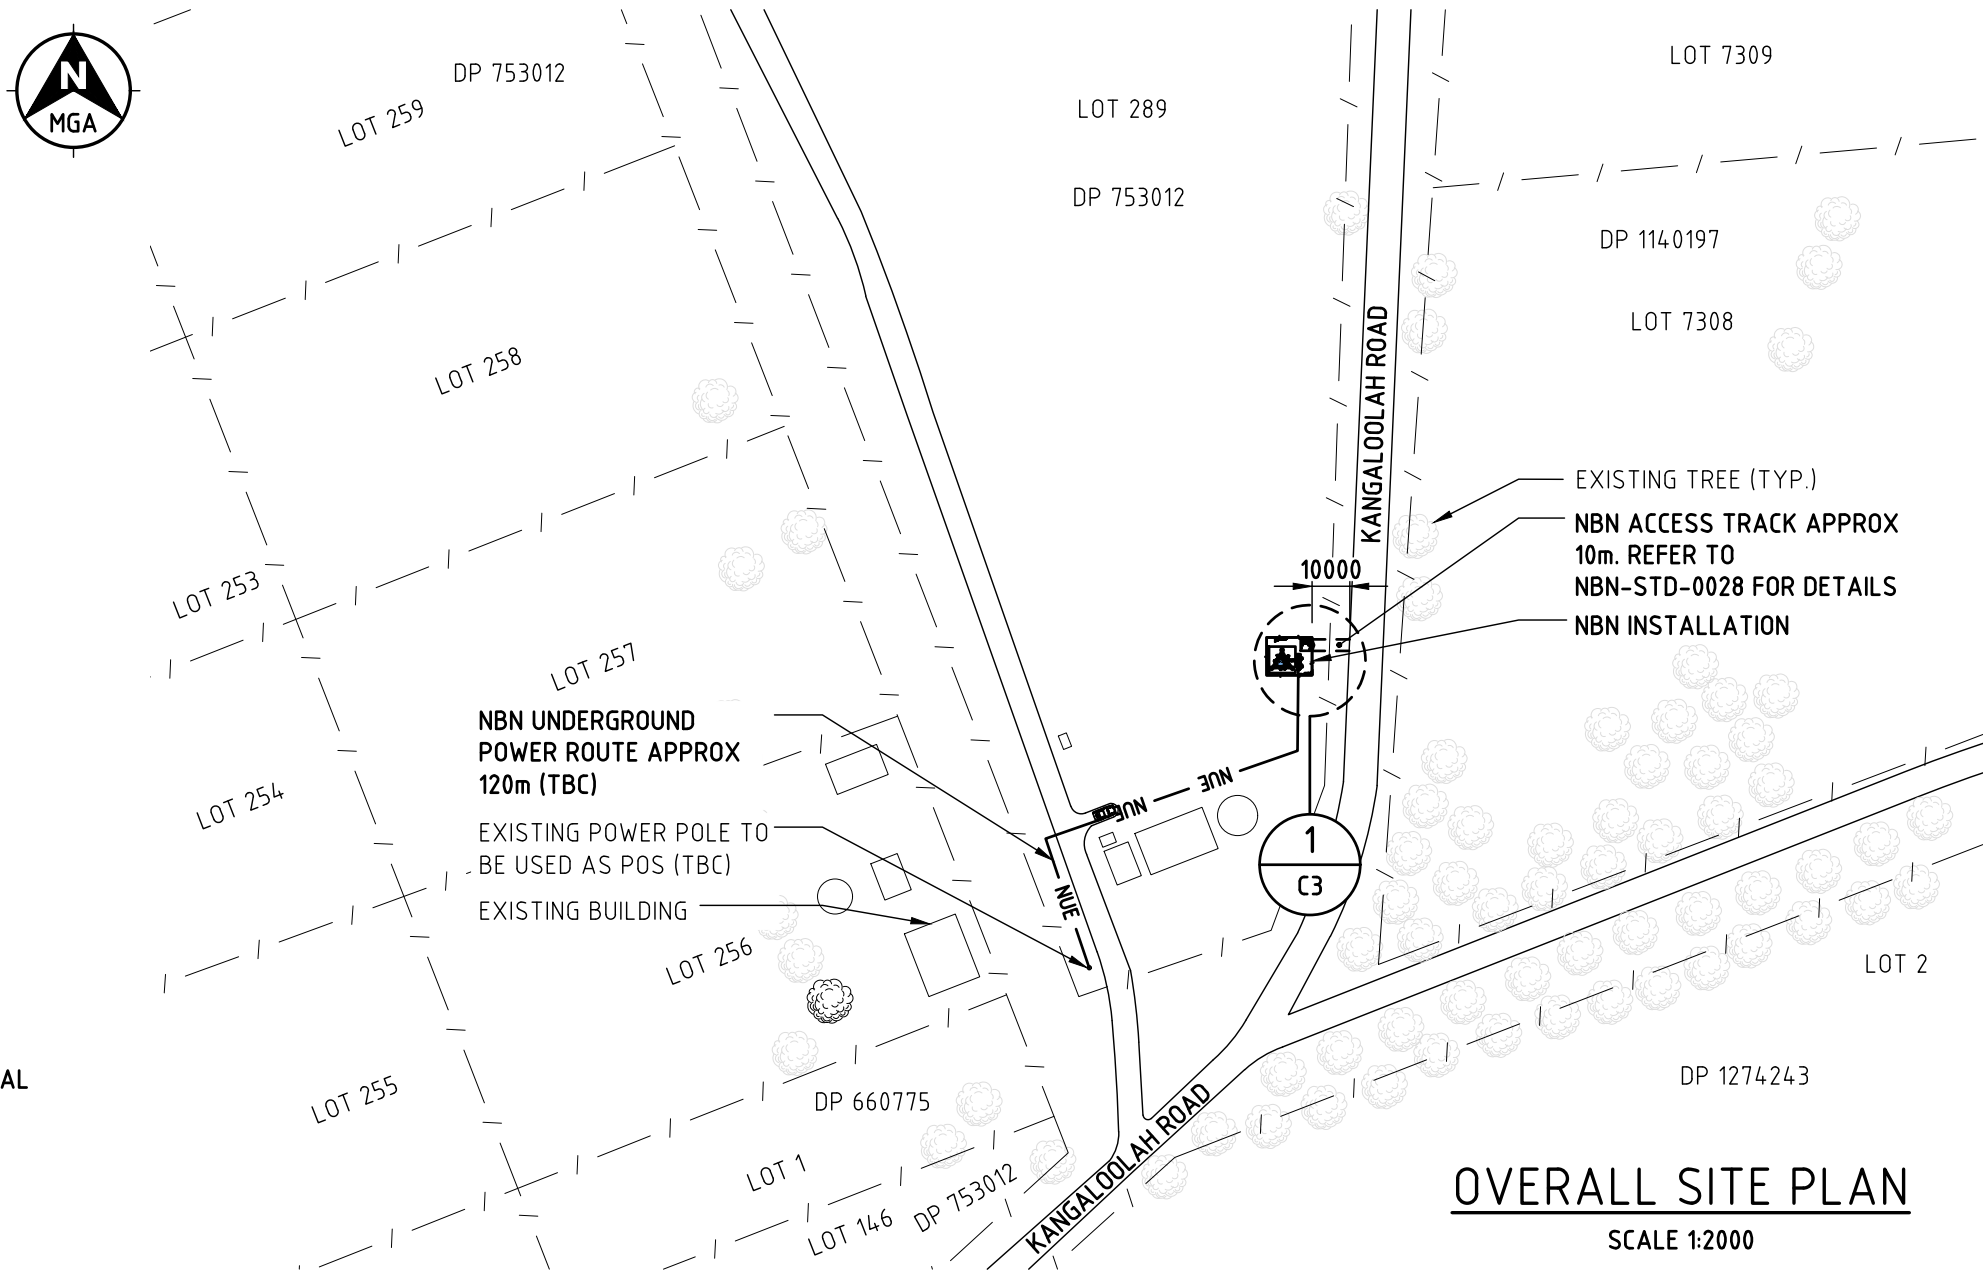 N
MGA
DP 753012
LOT 259
LOT 289
LOT 7309
DP 753012
DP 1140197
LOT 7308
LOT 258
KANGALOOLAH ROAD
EXISTING TREE (TYP.)
NBN ACCESS TRACK APPROX
10m. REFER TO
NBN-STD-0028 FOR DETAILS
NBN INSTALLATION
10000
LOT 253
LOT 257
NBN UNDERGROUND
POWER ROUTE APPROX
120m (TBC)
EXISTING POWER POLE TO
BE USED AS POS (TBC)
EXISTING BUILDING
NUE
NUE
NUE
1
C3
LOT 254
LOT 256
LOT 2
AL
LOT 255
DP 660775
DP 1274243
LOT 1
LOT 146
DP 753012
KANGALOOLAH ROAD
OVERALL SITE PLAN
SCALE 1:2000